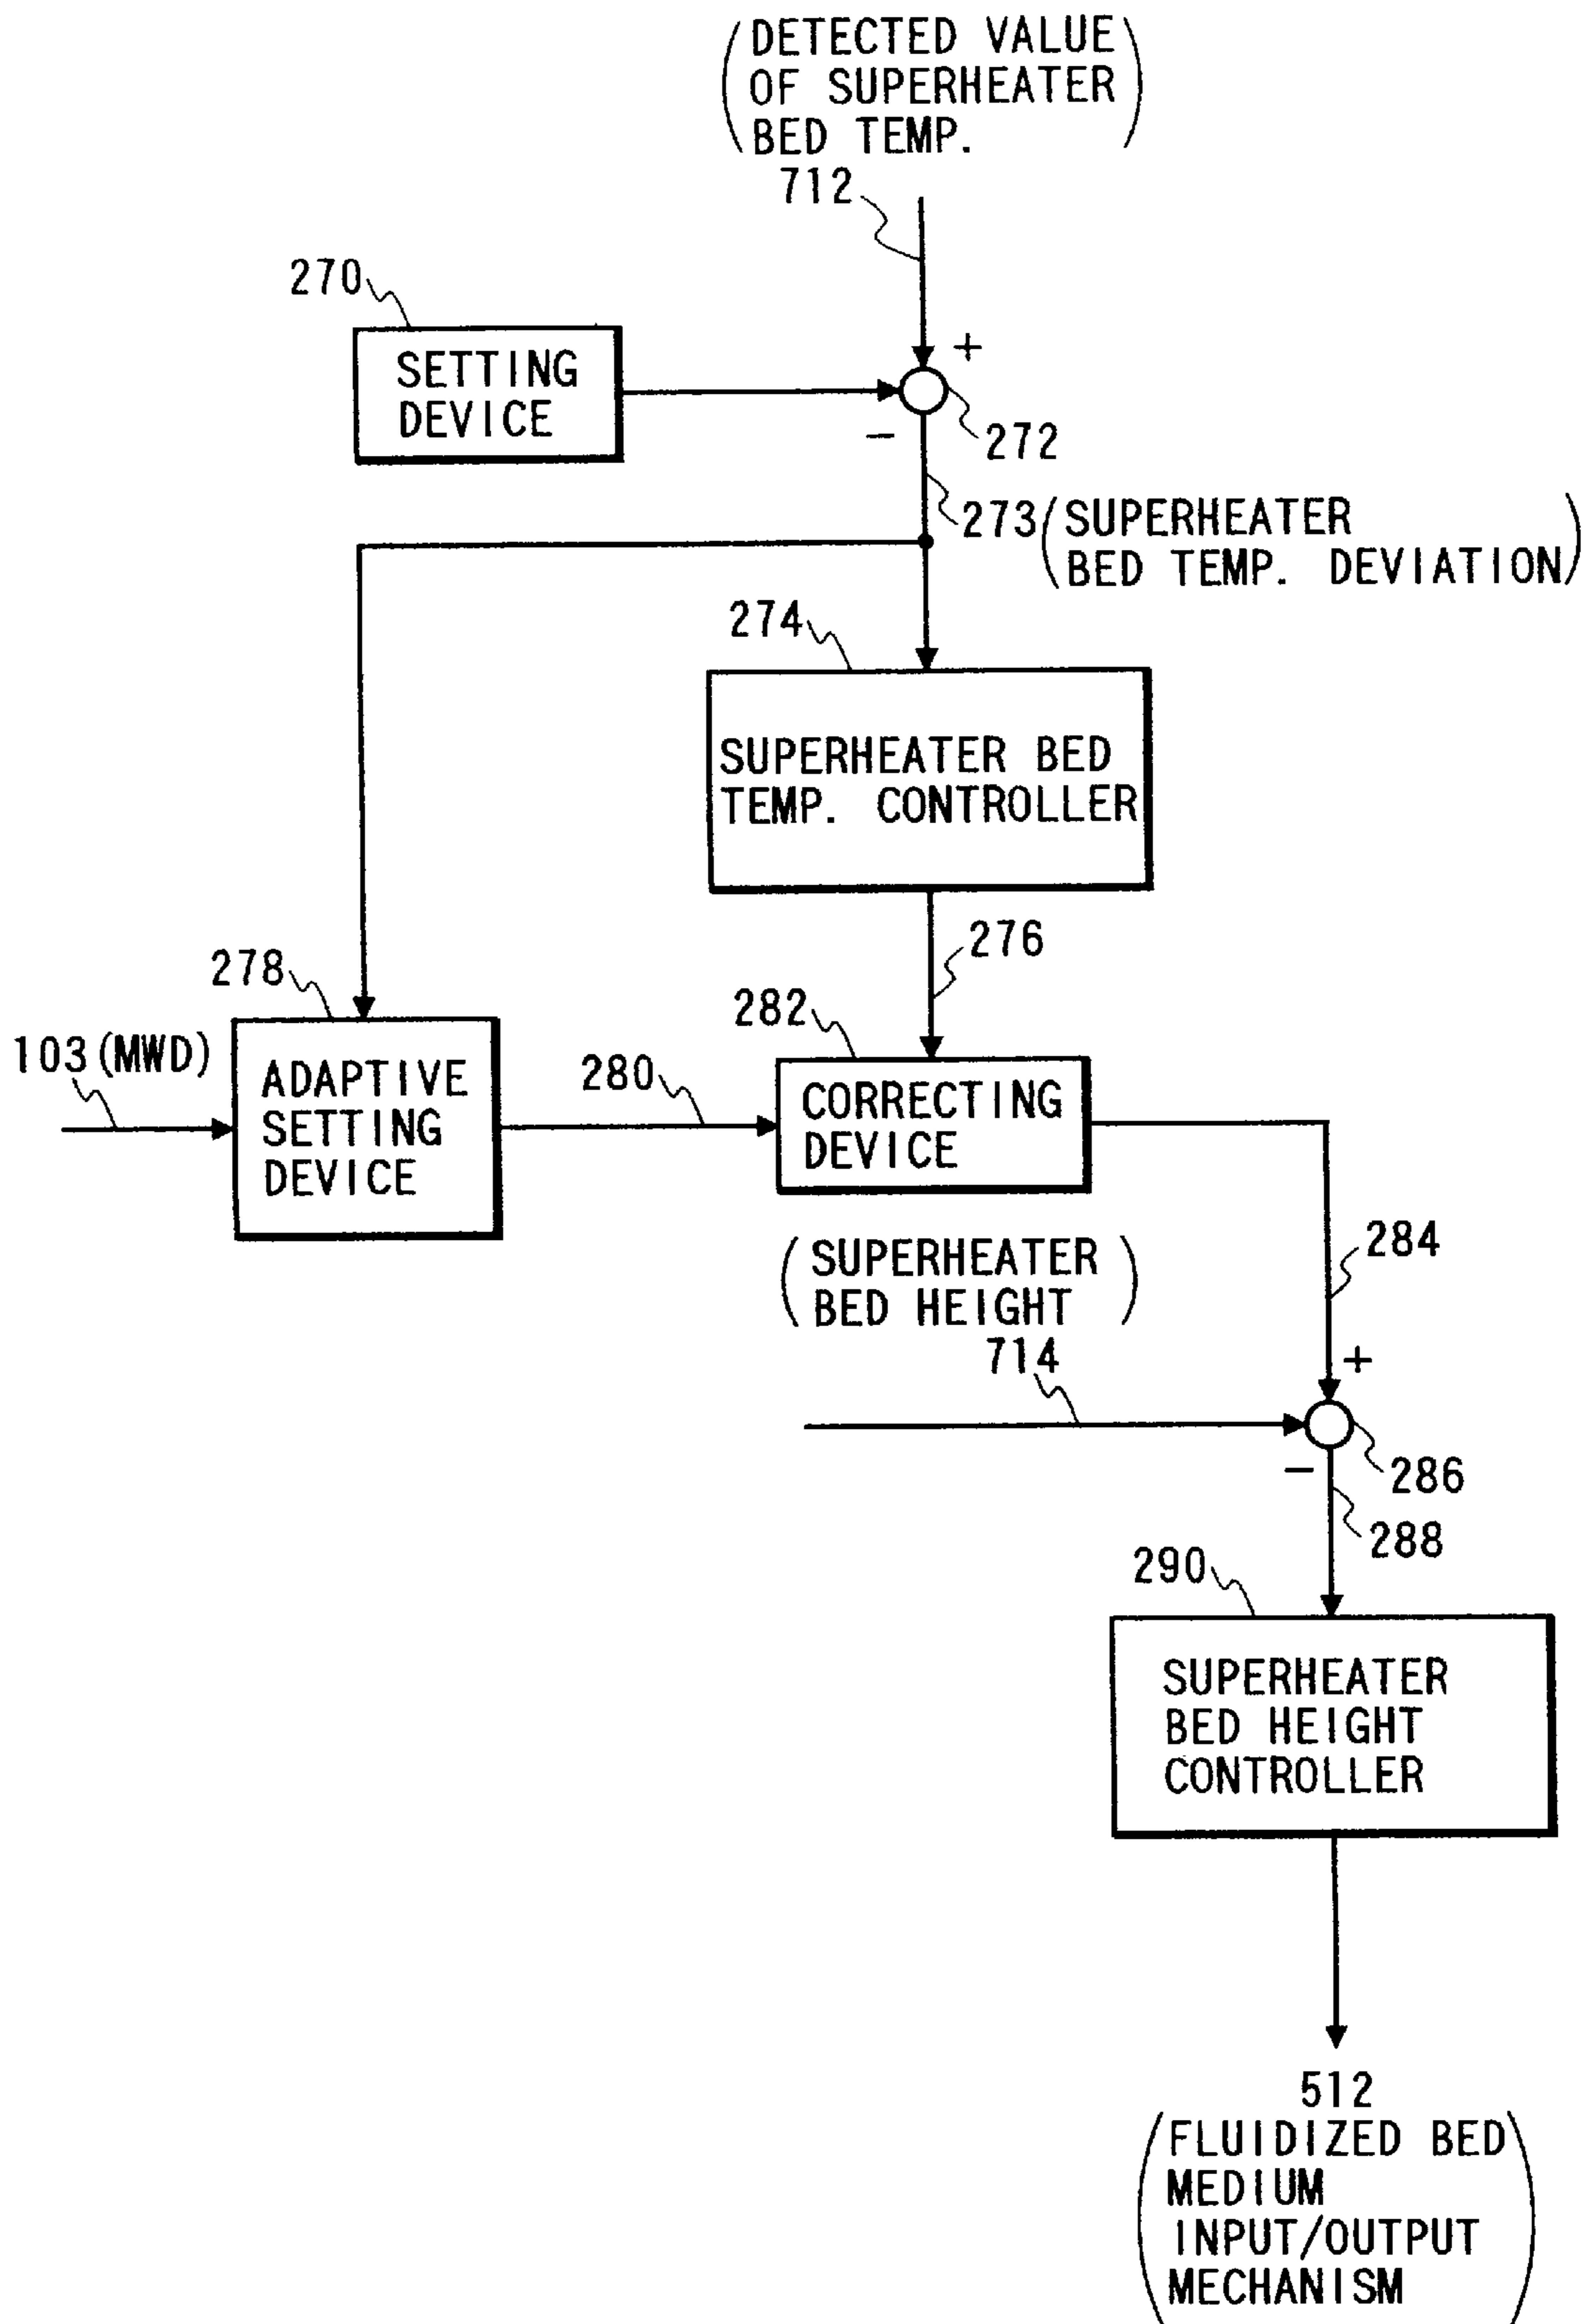 (DETECTED VALUE
OF SUPERHEATER
BED TEMP.)
712
270
SETTING
DEVICE
+
−
272
273 (SUPERHEATER
BED TEMP. DEVIATION)
274
SUPERHEATER BED
TEMP. CONTROLLER
276
278
103 (MWD)
ADAPTIVE
SETTING
DEVICE
280
282
CORRECTING
DEVICE
284
(SUPERHEATER
BED HEIGHT)
714
+
−
286
288
290
SUPERHEATER
BED HEIGHT
CONTROLLER
512
(FLUIDIZED BED
MEDIUM
INPUT/OUTPUT
MECHANISM)